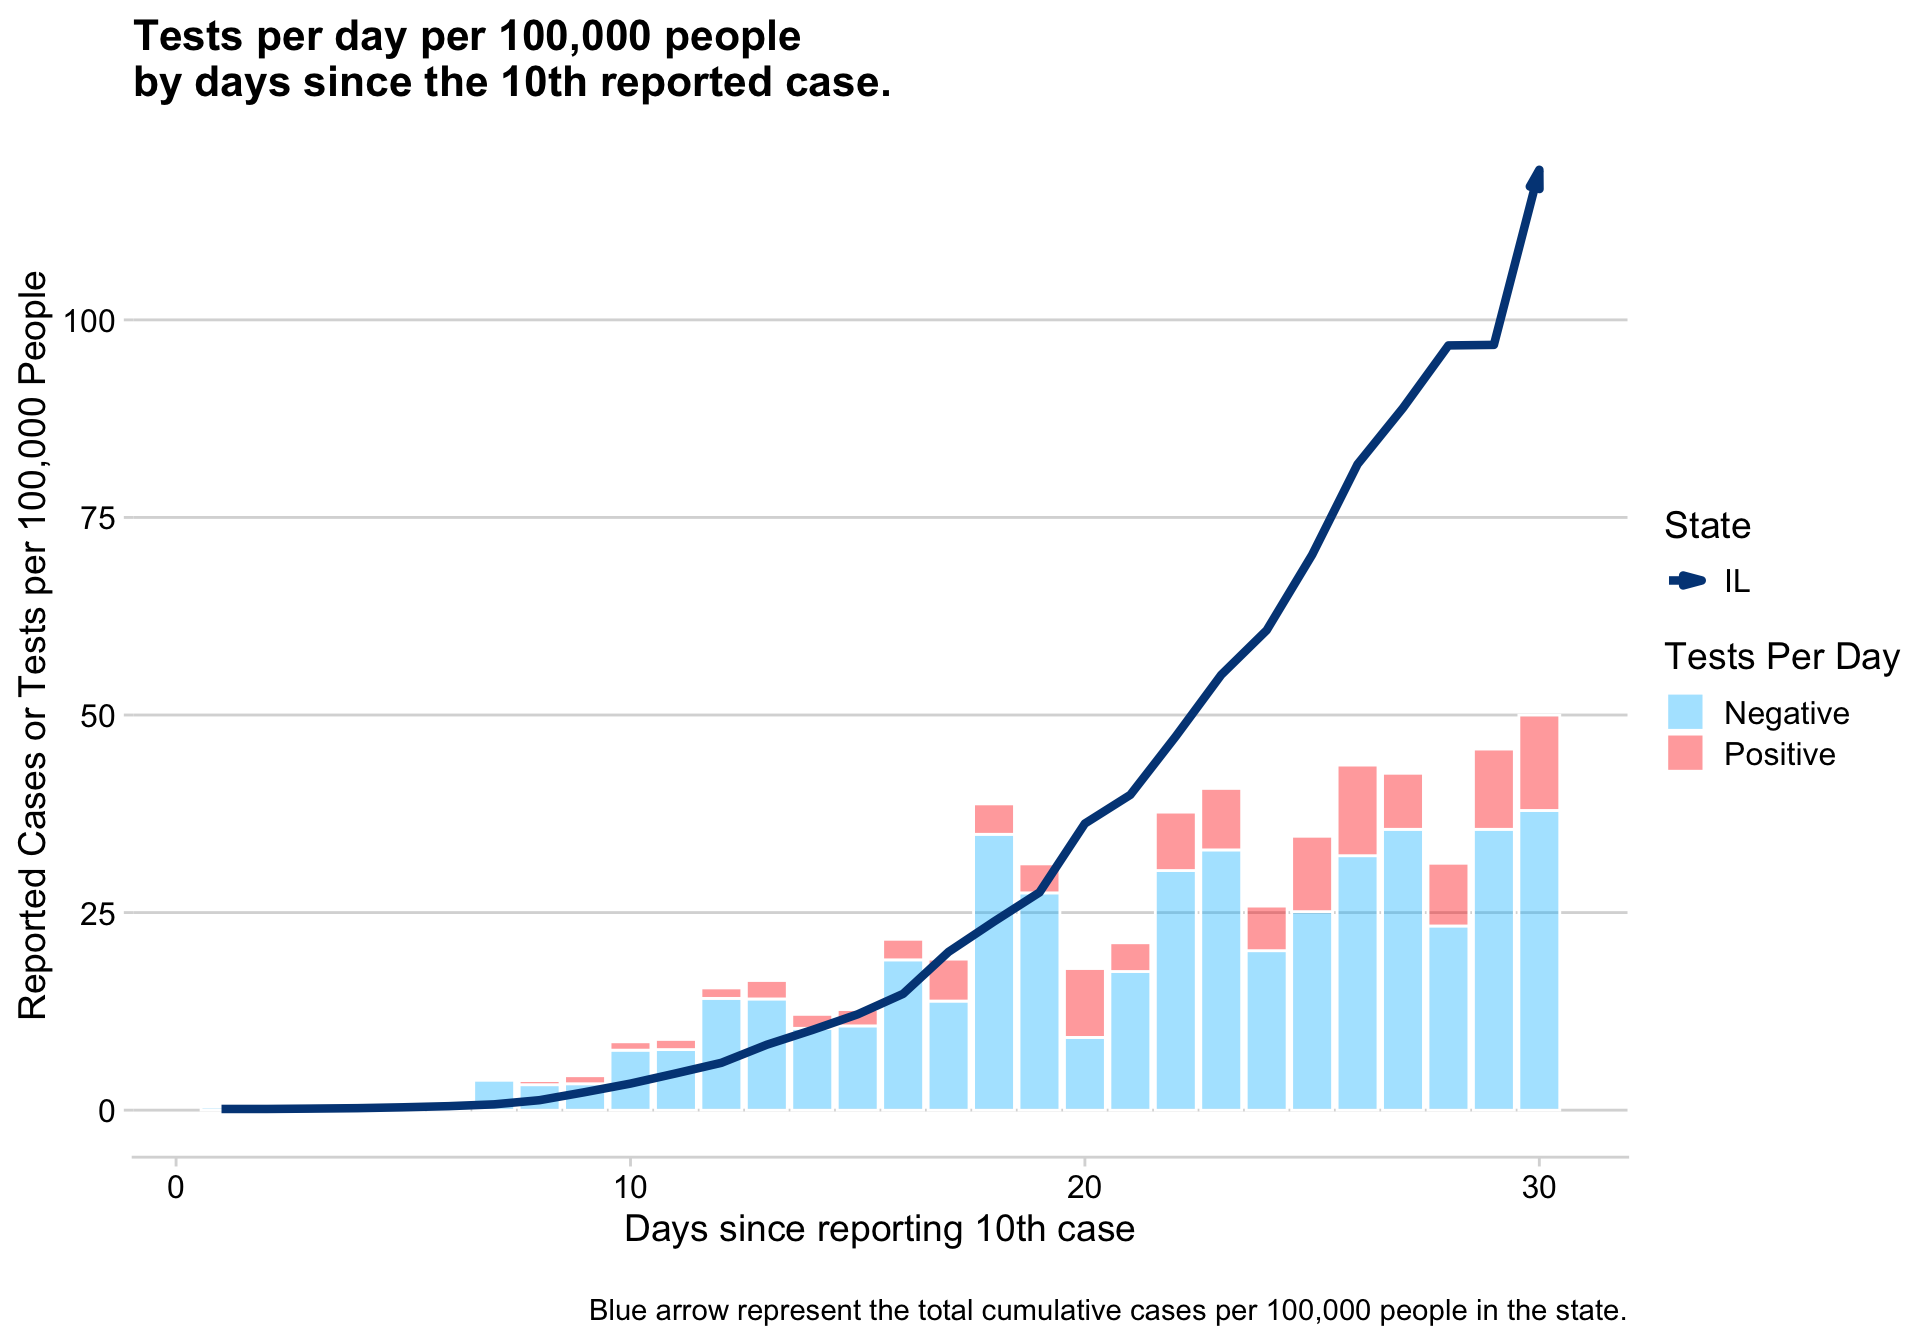 Tests per day per 100,000 people
by days since the 10th reported case.
Reported Cases or Tests per 100,000 People
100
75
50
25
0
0
10
20
30
Days since reporting 10th case
State
IL
Tests Per Day
Negative
Positive
Blue arrow represent the total cumulative cases per 100,000 people in the state.